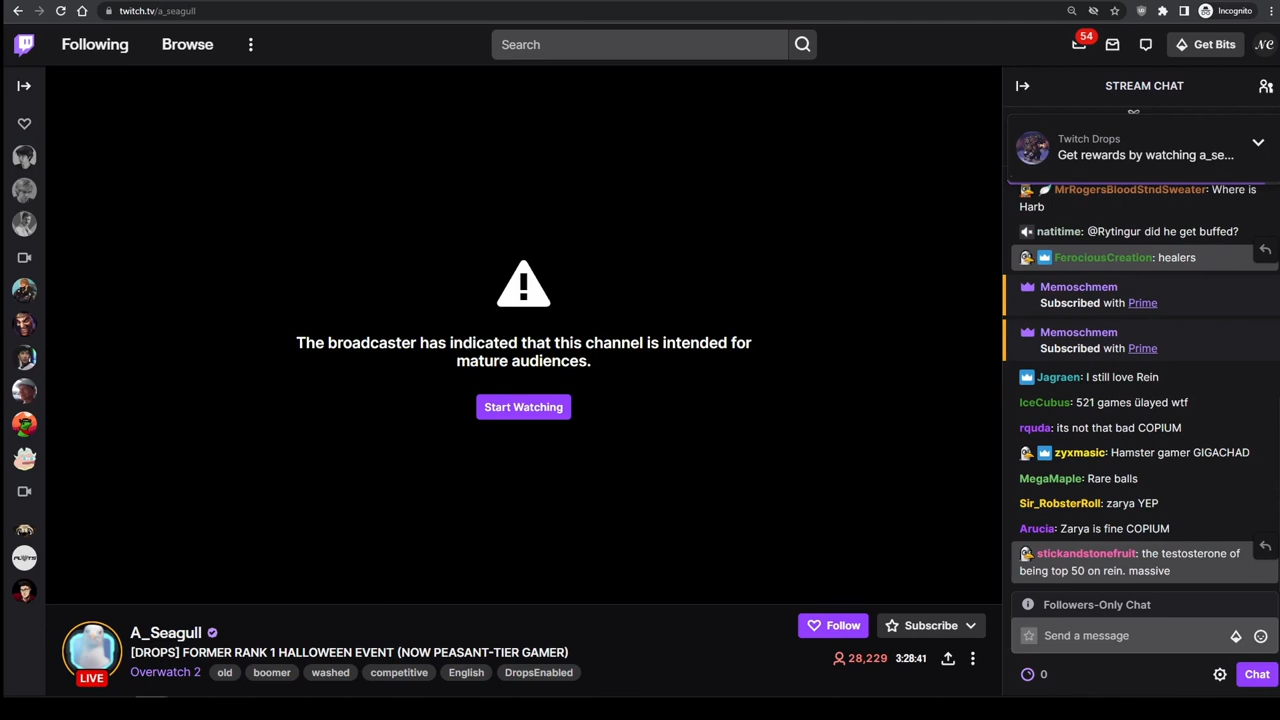 twitch.tv/a_seagull
Incognito
Following
Browse
Search
54
Get Bits
NC
STREAM CHAT
Twitch Drops
Get rewards by watching a_se...
MrRogersBloodStndSweater: Where is
Harb
natitime: @Rytingur did he get buffed?
FerociousCreation: healers
Memoschmem
Subscribed with Prime
Memoschmem
Subscribed with Prime
Jagraen: I still love Rein
IceCubus: 521 games ülayed wtf
rquda: its not that bad COPIUM
zyxmasic: Hamster gamer GIGACHAD
MegaMaple: Rare balls
Sir_RobsterRoll: zarya YEP
Arucia: Zarya is fine COPIUM
stickandstonefruit: the testosterone of
being top 50 on rein. massive
Followers-Only Chat
Send a message
0
Chat
The broadcaster has indicated that this channel is intended for
mature audiences.
Start Watching
A_Seagull
Follow
Subscribe
[DROPS] FORMER RANK 1 HALLOWEEN EVENT (NOW PEASANT-TIER GAMER)
28,229
3:28:41
Overwatch 2
old
boomer
washed
competitive
English
DropsEnabled
LIVE